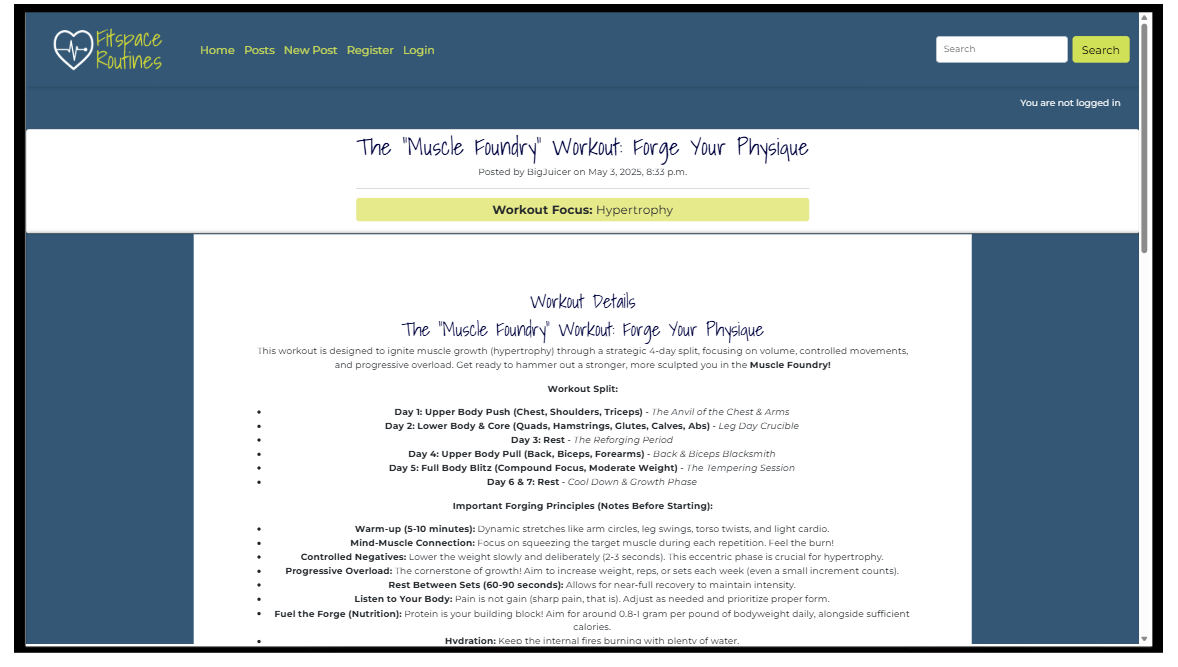 Fitspace
Routines
Home Posts New Post Register Login
Search
Search
You are not logged in
The "Muscle Foundry" Workout: Forge Your Physique
Posted by BigJuicer on May 3, 2025, 8:33 p.m.
Workout Focus: Hypertrophy
Workout Details
The "Muscle Foundry" Workout: Forge Your Physique
This workout is designed to ignite muscle growth (hypertrophy) through a strategic 4-day split, focusing on volume, controlled movements,
and progressive overload. Get ready to hammer out a stronger, more sculpted you in the Muscle Foundry!
Workout Split:
• Day 1: Upper Body Push (Chest, Shoulders, Triceps) - The Anvil of the Chest & Arms
• Day 2: Lower Body & Core (Quads, Hamstrings, Glutes, Calves, Abs) - Leg Day Crucible
• Day 3: Rest - The Reforging Period
• Day 4: Upper Body Pull (Back, Biceps, Forearms) - Back & Biceps Blacksmith
• Day 5: Full Body Blitz (Compound Focus, Moderate Weight) - The Tempering Session
• Day 6 & 7: Rest - Cool Down & Growth Phase
Important Forging Principles (Notes Before Starting):
• Warm-up (5-10 minutes): Dynamic stretches like arm circles, leg swings, torso twists, and light cardio.
• Mind-Muscle Connection: Focus on squeezing the target muscle during each repetition. Feel the burn!
• Controlled Negatives: Lower the weight slowly and deliberately (2-3 seconds). This eccentric phase is crucial for hypertrophy.
• Progressive Overload: The cornerstone of growth! Aim to increase weight, reps, or sets each week (even a small increment counts).
• Rest Between Sets (60-90 seconds): Allows for near-full recovery to maintain intensity.
• Listen to Your Body: Pain is not gain (sharp pain, that is). Adjust as needed and prioritize proper form.
• Fuel the Forge (Nutrition): Protein is your building block! Aim for around 0.8-1 gram per pound of bodyweight daily, alongside sufficient
calories.
• Hydration: Keep the internal fires burning with plenty of water.